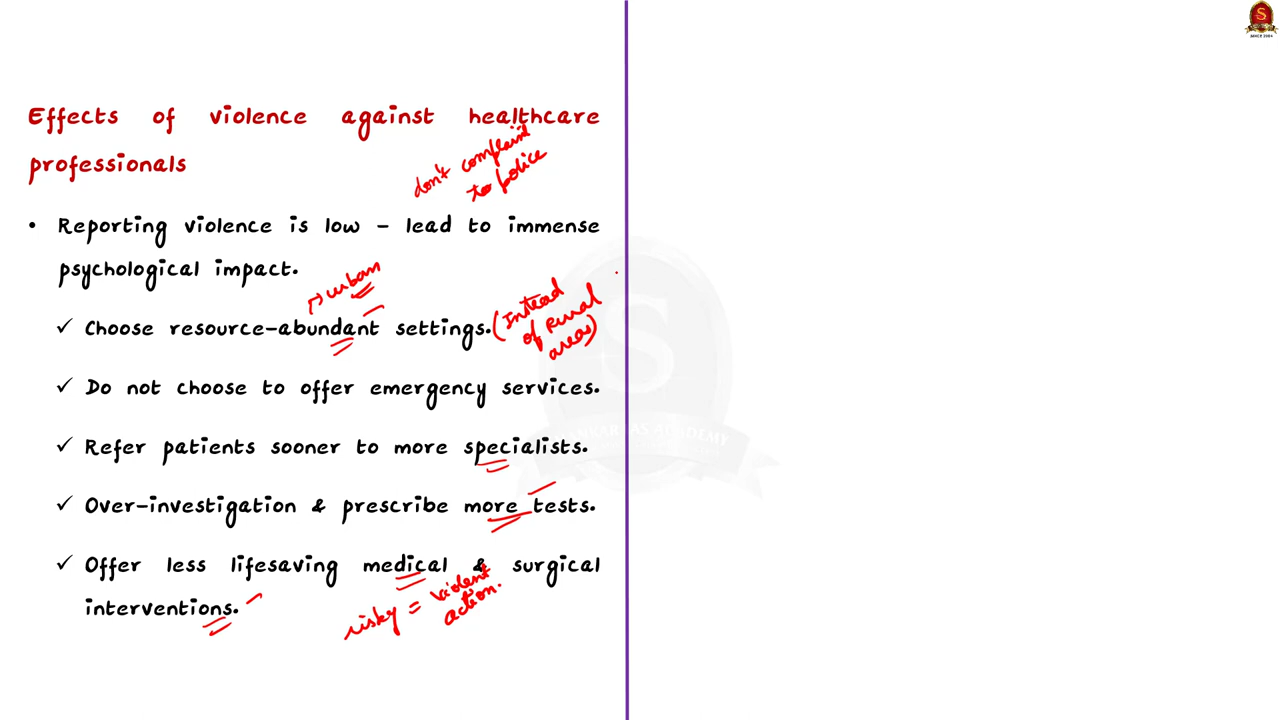 Effects of violence against healthcare
professionals
don't complaint
to police
• Reporting violence is low – lead to immense
psychological impact.
urban
✓ Choose resource-abundant settings.
(Instead
of Rural
areas)
✓ Do not choose to offer emergency services.
✓ Refer patients sooner to more specialists.
✓ Over-investigation & prescribe more tests.
✓ Offer less lifesaving medical & surgical
interventions.
risky = violent
action.
S
SINCE 2004